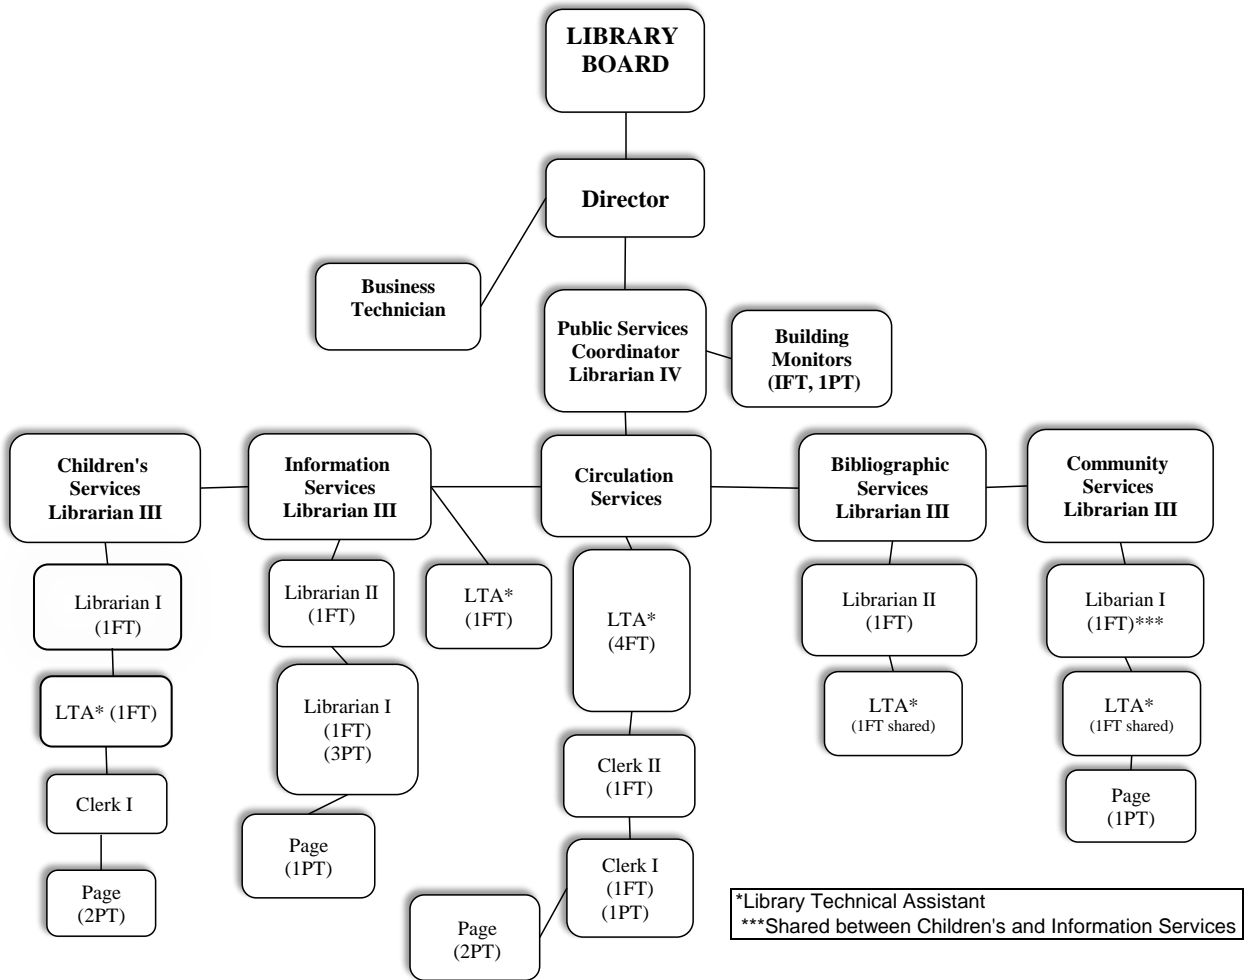 LIBRARY
BOARD
Director
Business
Technician
Public Services
Coordinator
Librarian IV
Building
Monitors
(IFT, 1PT)
Children's
Services
Librarian III
Information
Services
Librarian III
Circulation
Services
Bibliographic
Services
Librarian III
Community
Services
Librarian III
Librarian I
(1FT)
LTA* (1FT)
Clerk I
Page
(2PT)
Librarian II
(1FT)
Librarian I
(1FT)
(3PT)
Page
(1PT)
LTA*
(1FT)
LTA*
(4FT)
Clerk II
(1FT)
Clerk I
(1FT)
(1PT)
Page
(2PT)
Librarian II
(1FT)
LTA*
(1FT shared)
Libarian I
(1FT)***
LTA*
(1FT shared)
Page
(1PT)
*Library Technical Assistant
***Shared between Children's and Information Services